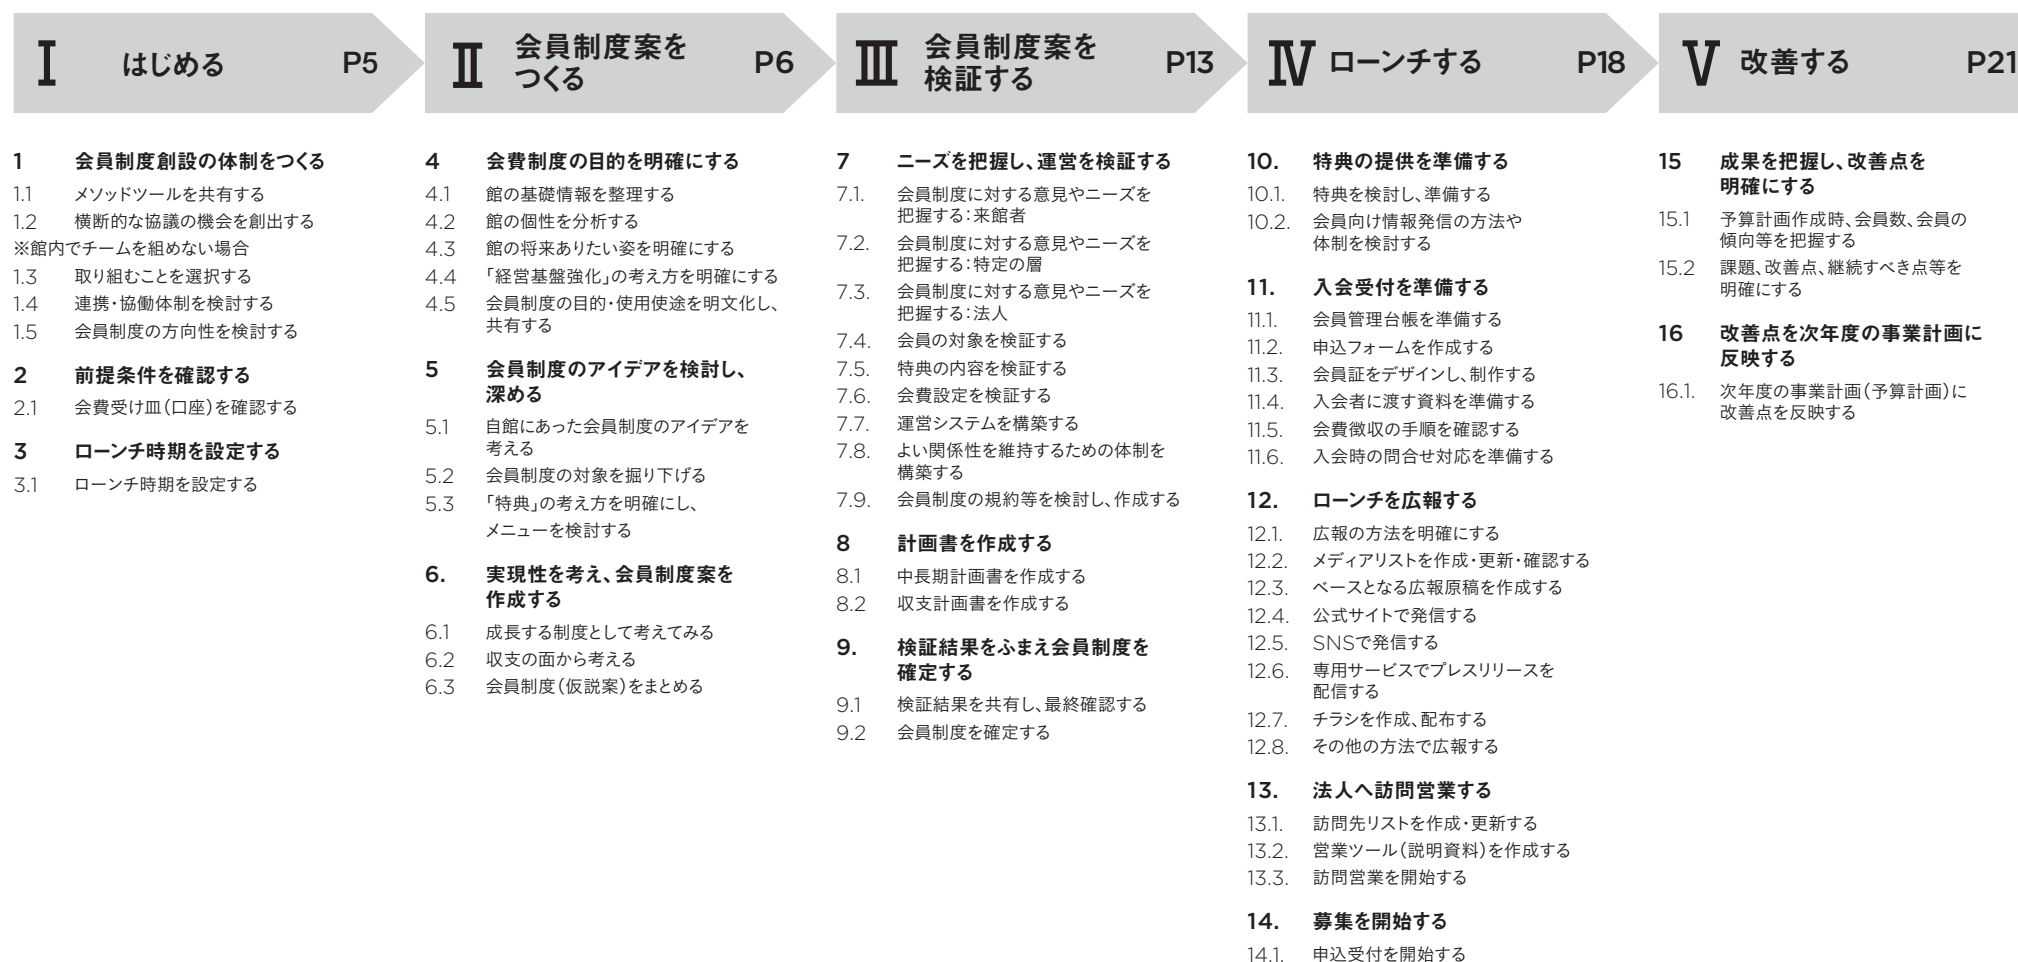 I はじめる P5
1 会員制度創設の体制をつくる
1.1 メソッドツールを共有する
1.2 横断的な協議の機会を創出する
※館内でチームを組めない場合
1.3 取り組むことを選択する
1.4 連携・協働体制を検討する
1.5 会員制度の方向性を検討する
2 前提条件を確認する
2.1 会費受け皿(口座)を確認する
3 ローンチ時期を設定する
3.1 ローンチ時期を設定する
II 会員制度案を
つくる P6
4 会費制度の目的を明確にする
4.1 館の基礎情報を整理する
4.2 館の個性を分析する
4.3 館の将来ありたい姿を明確にする
4.4 「経営基盤強化」の考え方を明確にする
4.5 会員制度の目的・使用使途を明文化し、
共有する
5 会員制度のアイデアを検討し、
深める
5.1 自館にあった会員制度のアイデアを
考える
5.2 会員制度の対象を掘り下げる
5.3 「特典」の考え方を明確にし、
メニューを検討する
6. 実現性を考え、会員制度案を
作成する
6.1 成長する制度として考えてみる
6.2 収支の面から考える
6.3 会員制度(仮説案)をまとめる
III 会員制度案を
検証する P13
7 ニーズを把握し、運営を検証する
7.1. 会員制度に対する意見やニーズを
把握する:来館者
7.2. 会員制度に対する意見やニーズを
把握する:特定の層
7.3. 会員制度に対する意見やニーズを
把握する:法人
7.4. 会員の対象を検証する
7.5. 特典の内容を検証する
7.6. 会費設定を検証する
7.7. 運営システムを構築する
7.8. よい関係性を維持するための体制を
構築する
7.9. 会員制度の規約等を検討し、作成する
8 計画書を作成する
8.1 中長期計画書を作成する
8.2 収支計画書を作成する
9. 検証結果をふまえ会員制度を
確定する
9.1 検証結果を共有し、最終確認する
9.2 会員制度を確定する
IV ローンチする P18
10. 特典の提供を準備する
10.1. 特典を検討し、準備する
10.2. 会員向け情報発信の方法や
体制を検討する
11. 入会受付を準備する
11.1. 会員管理台帳を準備する
11.2. 申込フォームを作成する
11.3. 会員証をデザインし、制作する
11.4. 入会者に渡す資料を準備する
11.5. 会費徴収の手順を確認する
11.6. 入会時の問合せ対応を準備する
12. ローンチを広報する
12.1. 広報の方法を明確にする
12.2. メディアリストを作成・更新・確認する
12.3. ベースとなる広報原稿を作成する
12.4. 公式サイトで発信する
12.5. SNSで発信する
12.6. 専用サービスでプレスリリースを
配信する
12.7. チラシを作成、配布する
12.8. その他の方法で広報する
13. 法人へ訪問営業する
13.1. 訪問先リストを作成・更新する
13.2. 営業ツール(説明資料)を作成する
13.3. 訪問営業を開始する
14. 募集を開始する
14.1. 申込受付を開始する
V 改善する P21
15 成果を把握し、改善点を
明確にする
15.1 予算計画作成時、会員数、会員の
傾向等を把握する
15.2 課題、改善点、継続すべき点等を
明確にする
16 改善点を次年度の事業計画に
反映する
16.1. 次年度の事業計画(予算計画)に
改善点を反映する